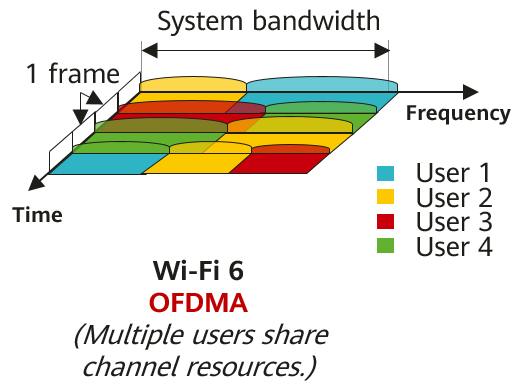 System bandwidth
1 frame
Frequency
Time
User 1
User 2
User 3
User 4
Wi-Fi 6
OFDMA
(Multiple users share
channel resources.)